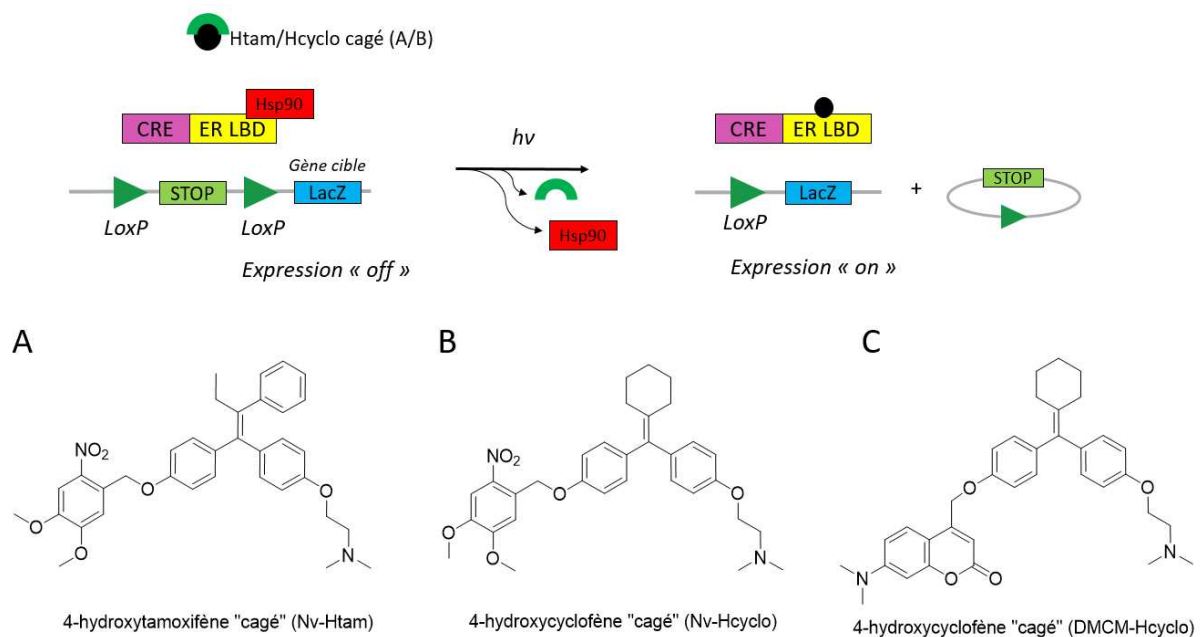 Htam/Hcyclo cagé (A/B)
Hsp90
CRE
ER LBD
Gène cible
STOP
LacZ
LoxP
LoxP
Expression « off »
hν
Hsp90
CRE
ER LBD
LacZ
LoxP
+
STOP
Expression « on »
A
NO2
O
O
O
O
N
4-hydroxytamoxifène "cagé" (Nv-Htam)
B
NO2
O
O
O
O
N
4-hydroxycyclofène "cagé" (Nv-Hcyclo)
C
O
O
N
N
O
O
4-hydroxycyclofène "cagé" (DMCM-Hcyclo)